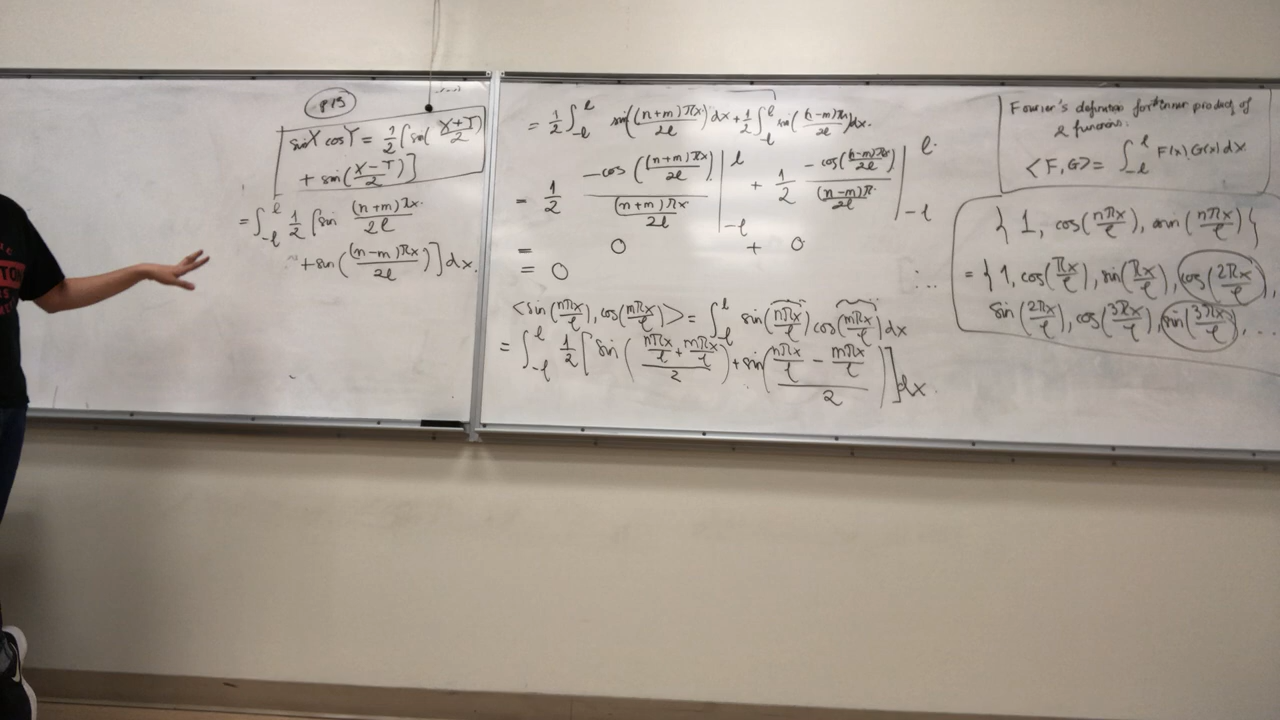 p15
sinX cosY = 1/2 [sin(X+Y/2)
+ sin(X-Y/2)]
= ∫_{-l}^{l} 1/2 [sin (n+m)πx/2l
+ sin((n-m)πx/2l)] dx.
= 1/2 ∫_{-l}^{l} sin((n+m)πx/2l) dx + 1/2 ∫_{-l}^{l} sin((n-m)πx/2l) dx.
= 1/2 -cos((n+m)πx/2l) / ((n+m)πx/2l) |_{-l}^{l} + 1/2 -cos((n-m)πx/2l) / ((n-m)π/2l) |_{-l}^{l}
= 0 + 0
= 0
<sin(nπx/l), cos(mπx/l)> = ∫_{-l}^{l} sin(nπx/l) cos(mπx/l) dx
= ∫_{-l}^{l} 1/2 [sin((nπx/l + mπx/l)/2) + sin((nπx/l - mπx/l)/2)] dx.
Fourier's definition for inner product of
2 functions.
<F,G> = ∫_{-l}^{l} F(x).G(x) dx.
{ 1, cos(nπx/l), sin(nπx/l) }
= { 1, cos(πx/l), sin(πx/l), cos(2πx/l),
sin(2πx/l), cos(3πx/l), sin(3πx/l), ...